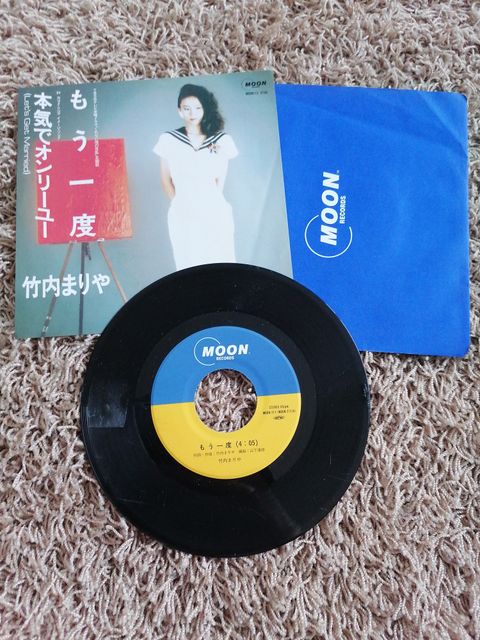 もう一度
本気でオンリーユー
(Let's Get Married)
竹内まりや
MOON
MOON
RECORDS
MOON
RECORDS
もう一度 (4:05)
竹内まりや